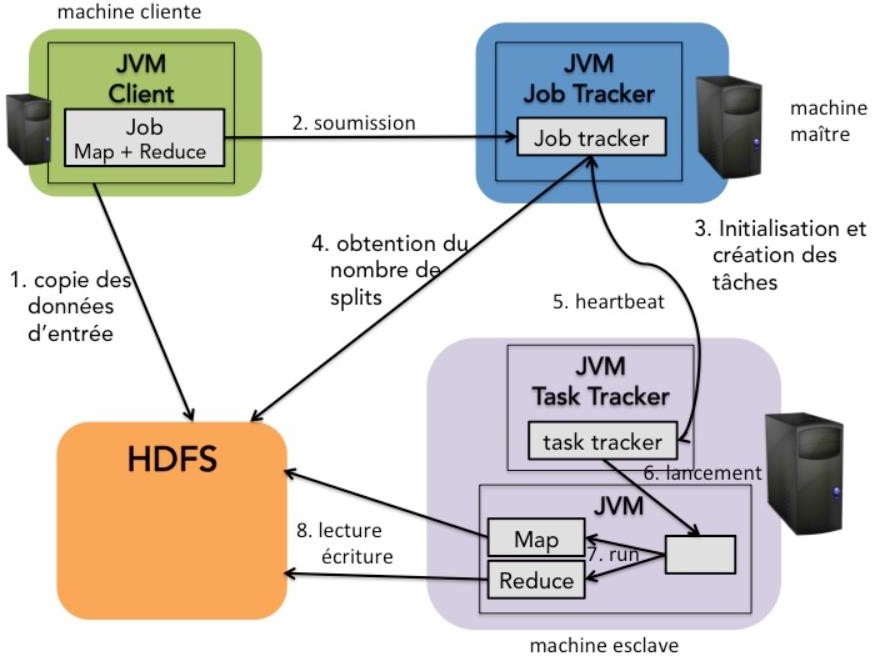 machine cliente
JVM
Client
Job
Map + Reduce
2. soumission
JVM
Job Tracker
Job tracker
machine
maître
1. copie des
données
d'entrée
4. obtention du
nombre de
splits
3. Initialisation et
création des
tâches
5. heartbeat
JVM
Task Tracker
task tracker
6. lancement
HDFS
JVM
Map
7. run
Reduce
8. lecture
écriture
machine esclave